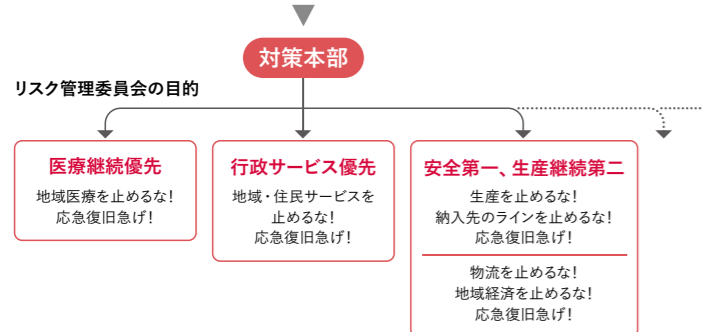 対策本部
リスク管理委員会の目的
医療継続優先
地域医療を止めるな!
応急復旧急げ!
行政サービス優先
地域・住民サービスを
止めるな!
応急復旧急げ!
安全第一、生産継続第二
生産を止めるな!
納入先のラインを止めるな!
応急復旧急げ!
物流を止めるな!
地域経済を止めるな!
応急復旧急げ!